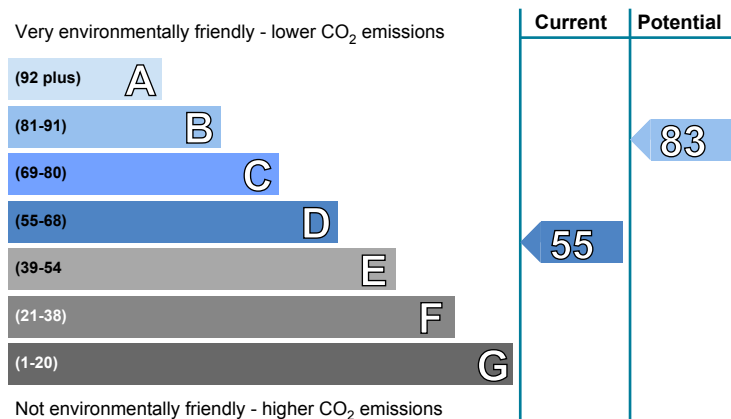 Very environmentally friendly - lower CO₂ emissions
Current
Potential
(92 plus) A
(81-91) B
(69-80) C
(55-68) D
(39-54 E
(21-38) F
(1-20) G
83
55
Not environmentally friendly - higher CO₂ emissions